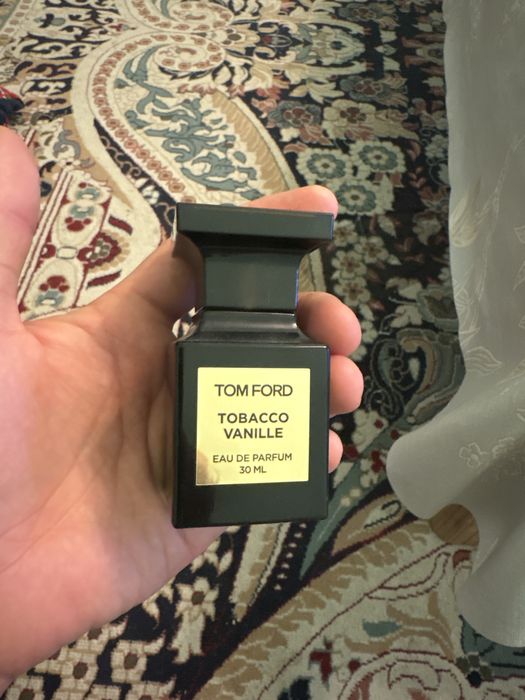 TOM FORD
TOBACCO
VANILLE
EAU DE PARFUM
30 ML